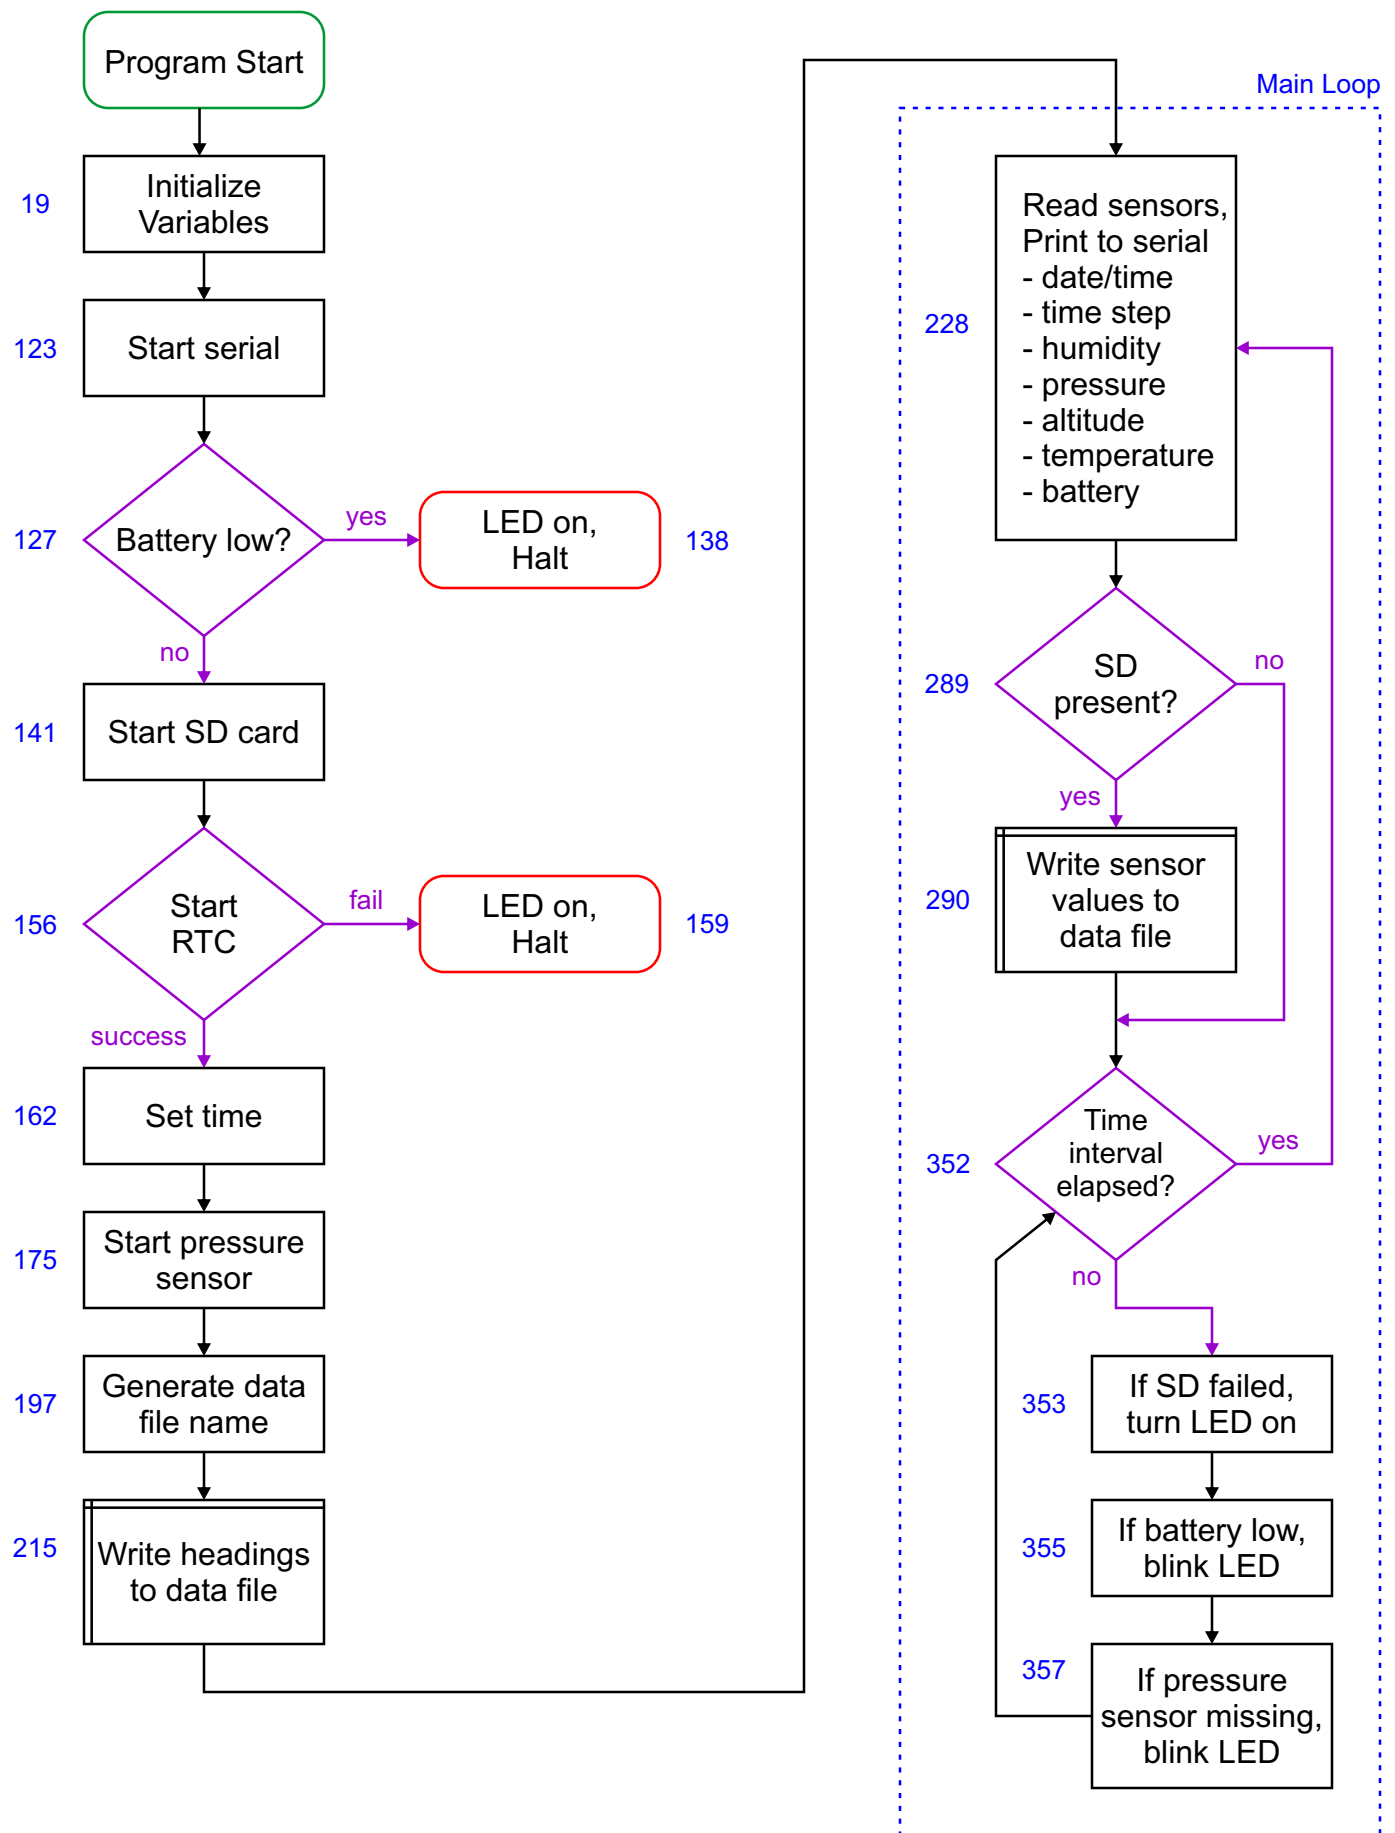 Program Start
19
Initialize
Variables
123
Start serial
127
Battery low?
yes
LED on,
Halt
138
no
141
Start SD card
156
Start
RTC
fail
LED on,
Halt
159
success
162
Set time
175
Start pressure
sensor
197
Generate data
file name
215
Write headings
to data file
Main Loop
228
Read sensors,
Print to serial
- date/time
- time step
- humidity
- pressure
- altitude
- temperature
- battery
289
SD
present?
no
yes
290
Write sensor
values to
data file
352
Time
interval
elapsed?
yes
no
353
If SD failed,
turn LED on
355
If battery low,
blink LED
357
If pressure
sensor missing,
blink LED